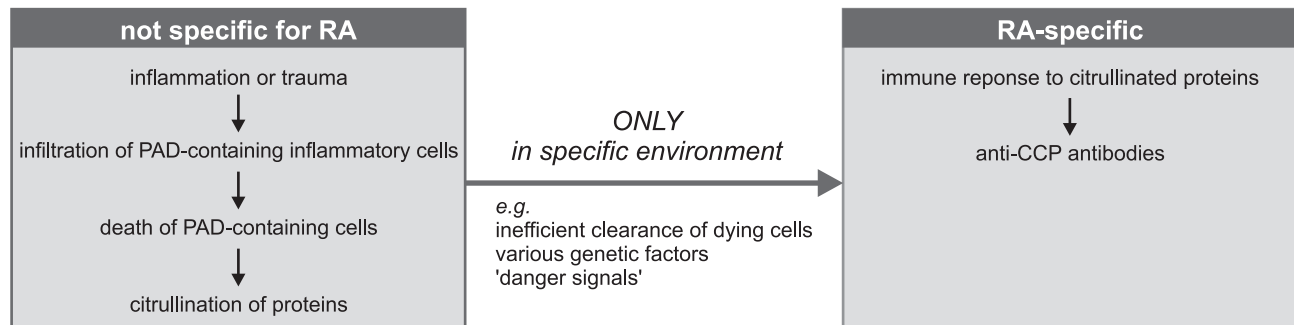 not specific for RA
inflammation or trauma
infiltration of PAD-containing inflammatory cells
death of PAD-containing cells
citrullination of proteins
ONLY
in specific environment
e.g.
inefficient clearance of dying cells
various genetic factors
'danger signals'
RA-specific
immune reponse to citrullinated proteins
anti-CCP antibodies